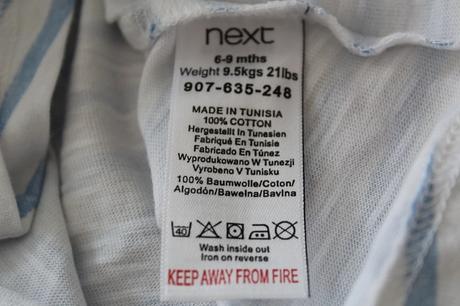 next
6-9 mths
Weight 9.5kgs 21lbs
907-635-248
MADE IN TUNISIA
100% COTTON
Hergestellt In Tunesien
Fabriqué En Tunisie
Fabricado En Túnez
Wyprodukowano W Tunezji
Vyrobeno V Tunisku
100% Baumwolle/Coton/
Algodón/Bawełna/Bavlna
40
Wash inside out
Iron on reverse
KEEP AWAY FROM FIRE